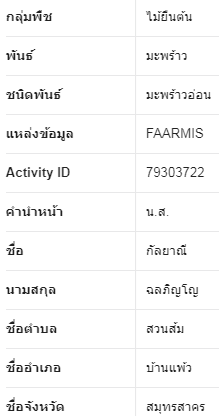 กลุ่มพืช ไม้ยืนต้น
พันธ์ มะพร้าว
ชนิดพันธ์ มะพร้าวอ่อน
แหล่งข้อมูล FAARMIS
Activity ID 79303722
คำนำหน้า น.ส.
ชื่อ กัลยาณี
นามสกุล ฉลภิญโญ
ชื่อตำบล สวนส้ม
ชื่ออำเภอ บ้านแพ้ว
ชื่อจังหวัด สมุทรสาคร